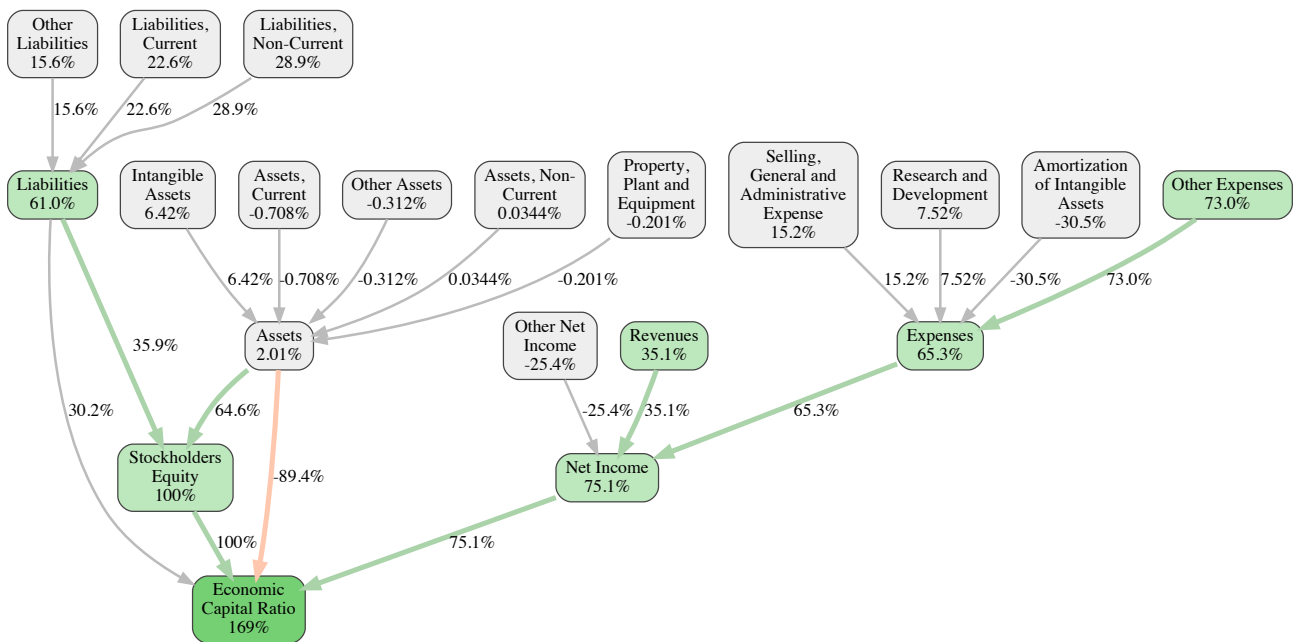 Other
Liabilities
15.6%
Liabilities,
Current
22.6%
Liabilities,
Non-Current
28.9%
15.6%
22.6%
28.9%
Liabilities
61.0%
Intangible
Assets
6.42%
Assets,
Current
-0.708%
Other Assets
-0.312%
Assets, Non-
Current
0.0344%
Property,
Plant and
Equipment
-0.201%
Selling,
General and
Administrative
Expense
15.2%
Research and
Development
7.52%
Amortization
of Intangible
Assets
-30.5%
Other Expenses
73.0%
6.42%
-0.708%
-0.312%
0.0344%
-0.201%
15.2%
7.52%
-30.5%
73.0%
Assets
2.01%
Other Net
Income
-25.4%
Revenues
35.1%
Expenses
65.3%
35.9%
30.2%
64.6%
-25.4%
35.1%
65.3%
Stockholders
Equity
100%
-89.4%
Net Income
75.1%
100%
75.1%
Economic
Capital Ratio
169%